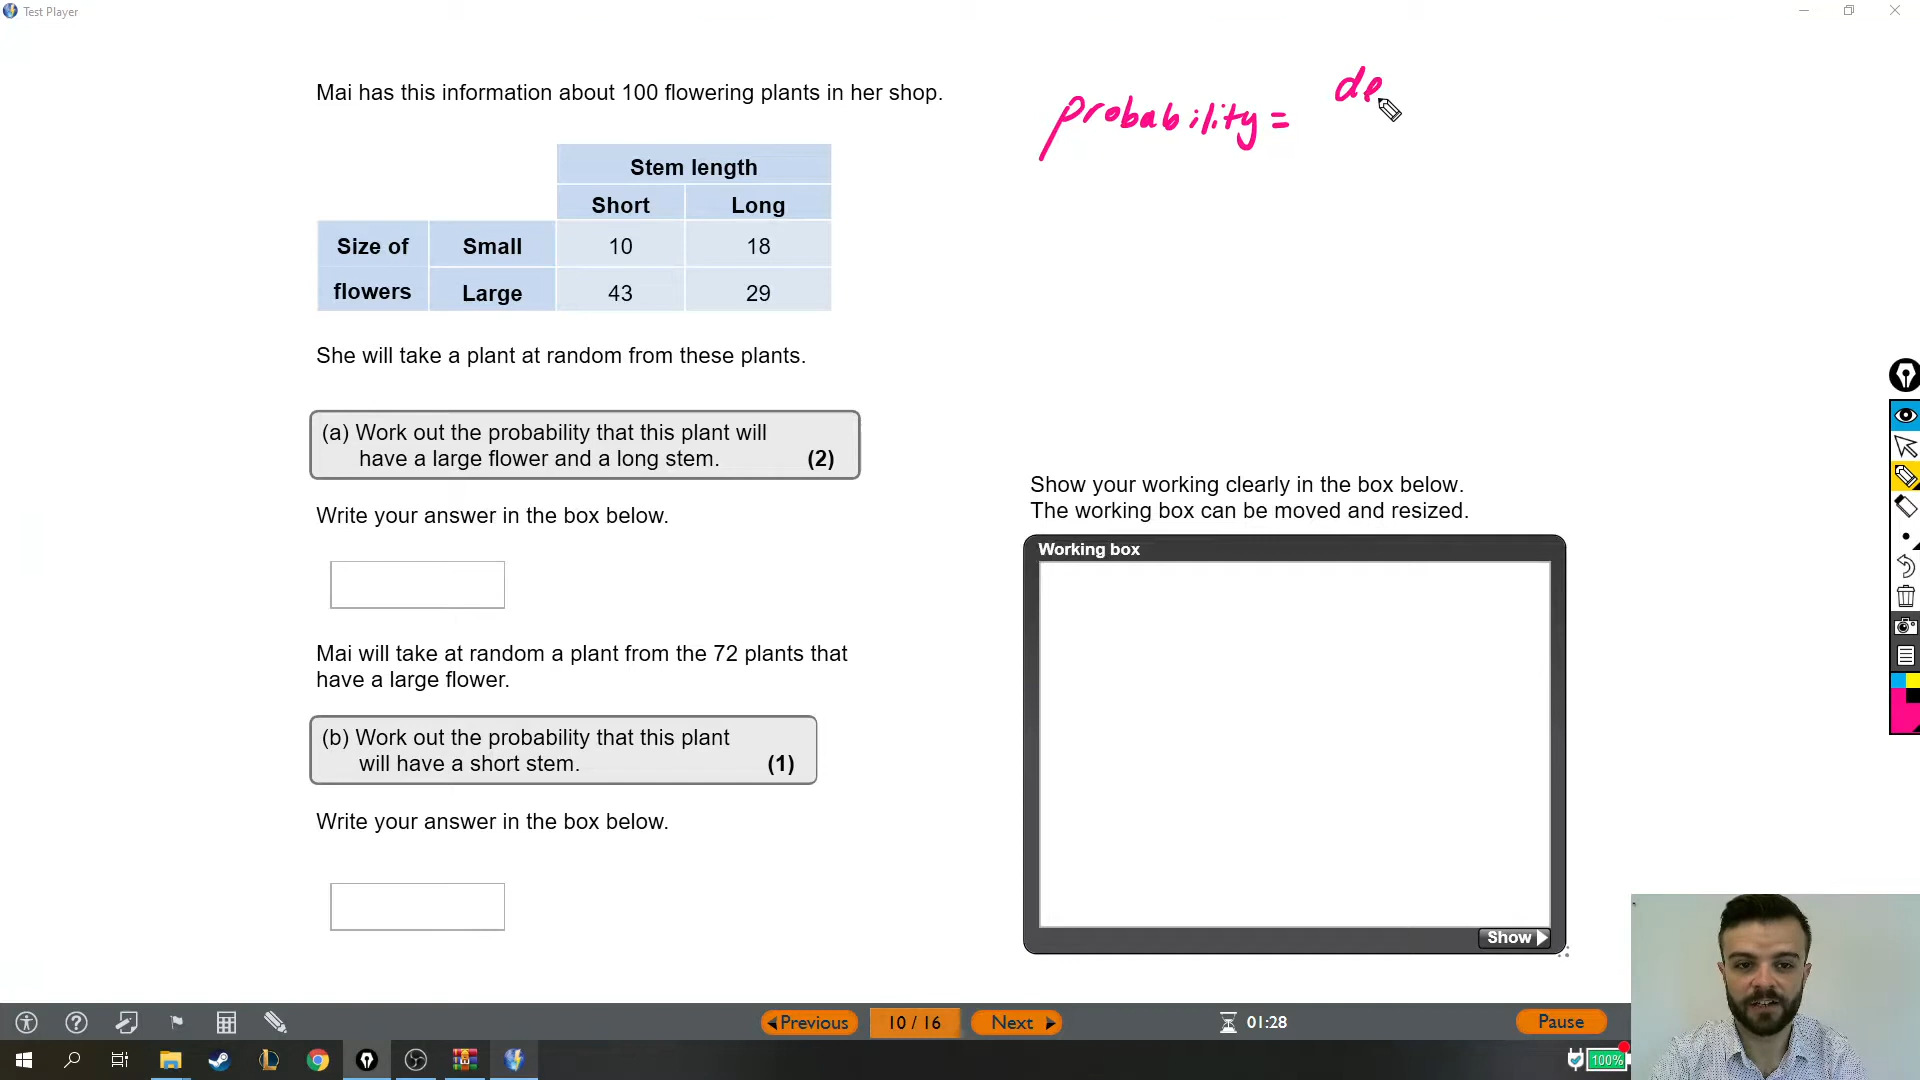 Test Player
Mai has this information about 100 flowering plants in her shop.
probability = de
Stem length
Short Long
Size of flowers Small 10 18
Large 43 29
She will take a plant at random from these plants.
(a) Work out the probability that this plant will
have a large flower and a long stem. (2)
Write your answer in the box below.
Mai will take at random a plant from the 72 plants that
have a large flower.
(b) Work out the probability that this plant
will have a short stem. (1)
Write your answer in the box below.
Show your working clearly in the box below.
The working box can be moved and resized.
Working box
Show
Previous 10 / 16 Next 01:28 Pause
100%